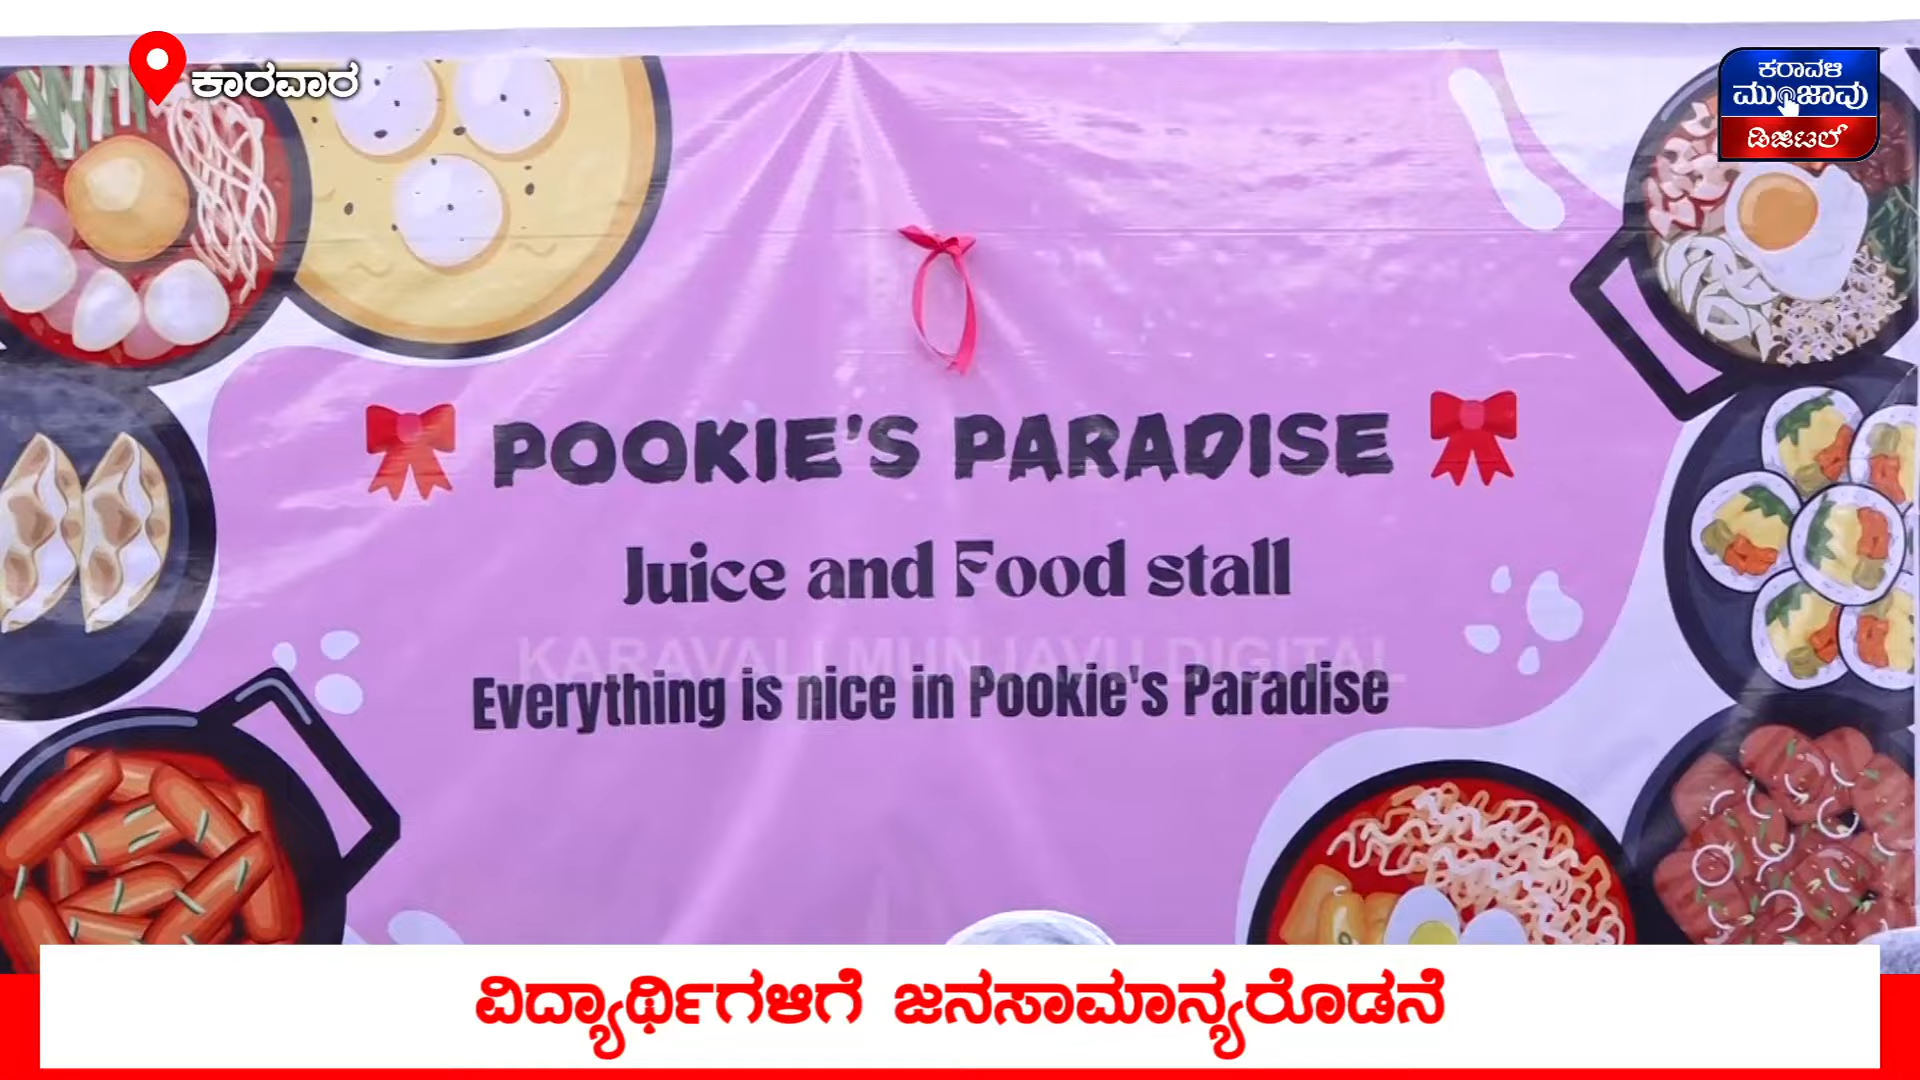 ಕಾರವಾರ
ಕರಾವಳಿ
ಮುಂಜಾವು
ಡಿಜಿಟಲ್
POOKIE'S PARADISE
Juice and Food stall
KARAVALI MUNJAVU DIGITAL
Everything is nice in Pookie's Paradise
ವಿದ್ಯಾರ್ಥಿಗಳಿಗೆ ಜನಸಾಮಾನ್ಯರೊಡನೆ